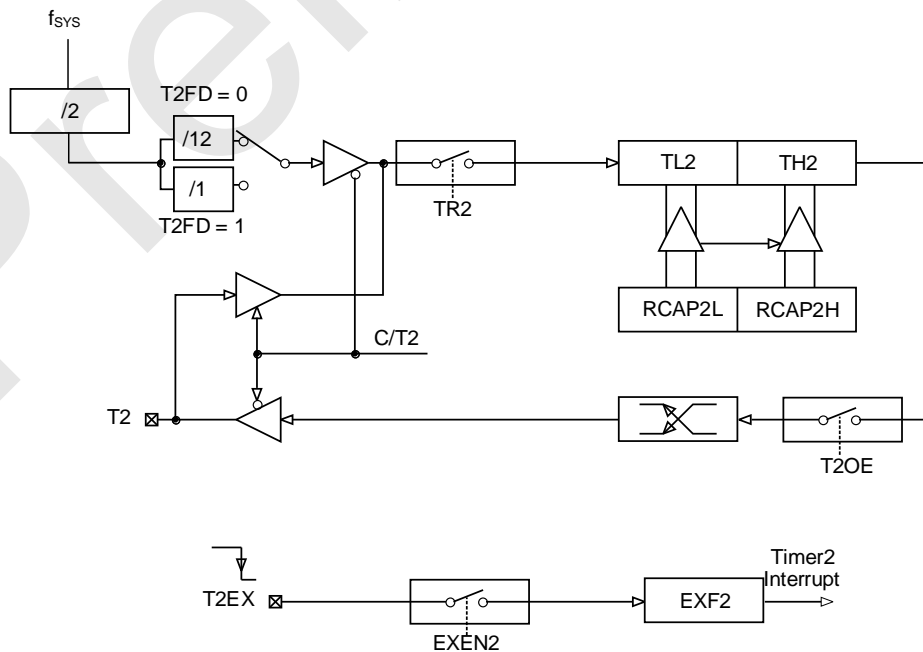 fSYS
/2
T2FD = 0
/12
/1
T2FD = 1
TR2
TL2
TH2
RCAP2L
RCAP2H
C/T2
T2
T2OE
T2EX
EXEN2
EXF2
Timer2
Interrupt